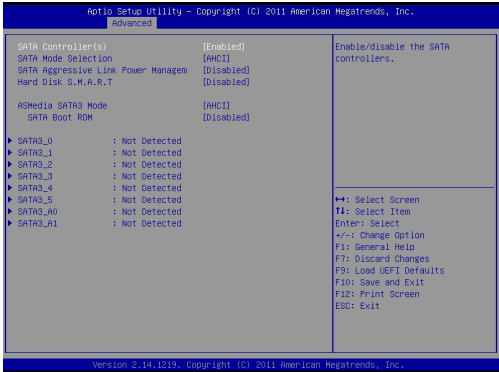 Aptio Setup Utility – Copyright (C) 2011 American Megatrends, Inc.
Advanced
SATA Controller(s) [Enabled]
SATA Mode Selection [AHCI]
SATA Aggressive Link Power Managem [Disabled]
Hard Disk S.M.A.R.T [Disabled]
ASMedia SATA3 Mode [AHCI]
SATA Boot ROM [Disabled]
SATA3_0 : Not Detected
SATA3_1 : Not Detected
SATA3_2 : Not Detected
SATA3_3 : Not Detected
SATA3_4 : Not Detected
SATA3_5 : Not Detected
SATA3_A0 : Not Detected
SATA3_A1 : Not Detected
Enable/disable the SATA
controllers.
↔: Select Screen
↑↓: Select Item
Enter: Select
+/-: Change Option
F1: General Help
F7: Discard Changes
F9: Load UEFI Defaults
F10: Save and Exit
F12: Print Screen
ESC: Exit
Version 2.14.1219. Copyright (C) 2011 American Megatrends, Inc.